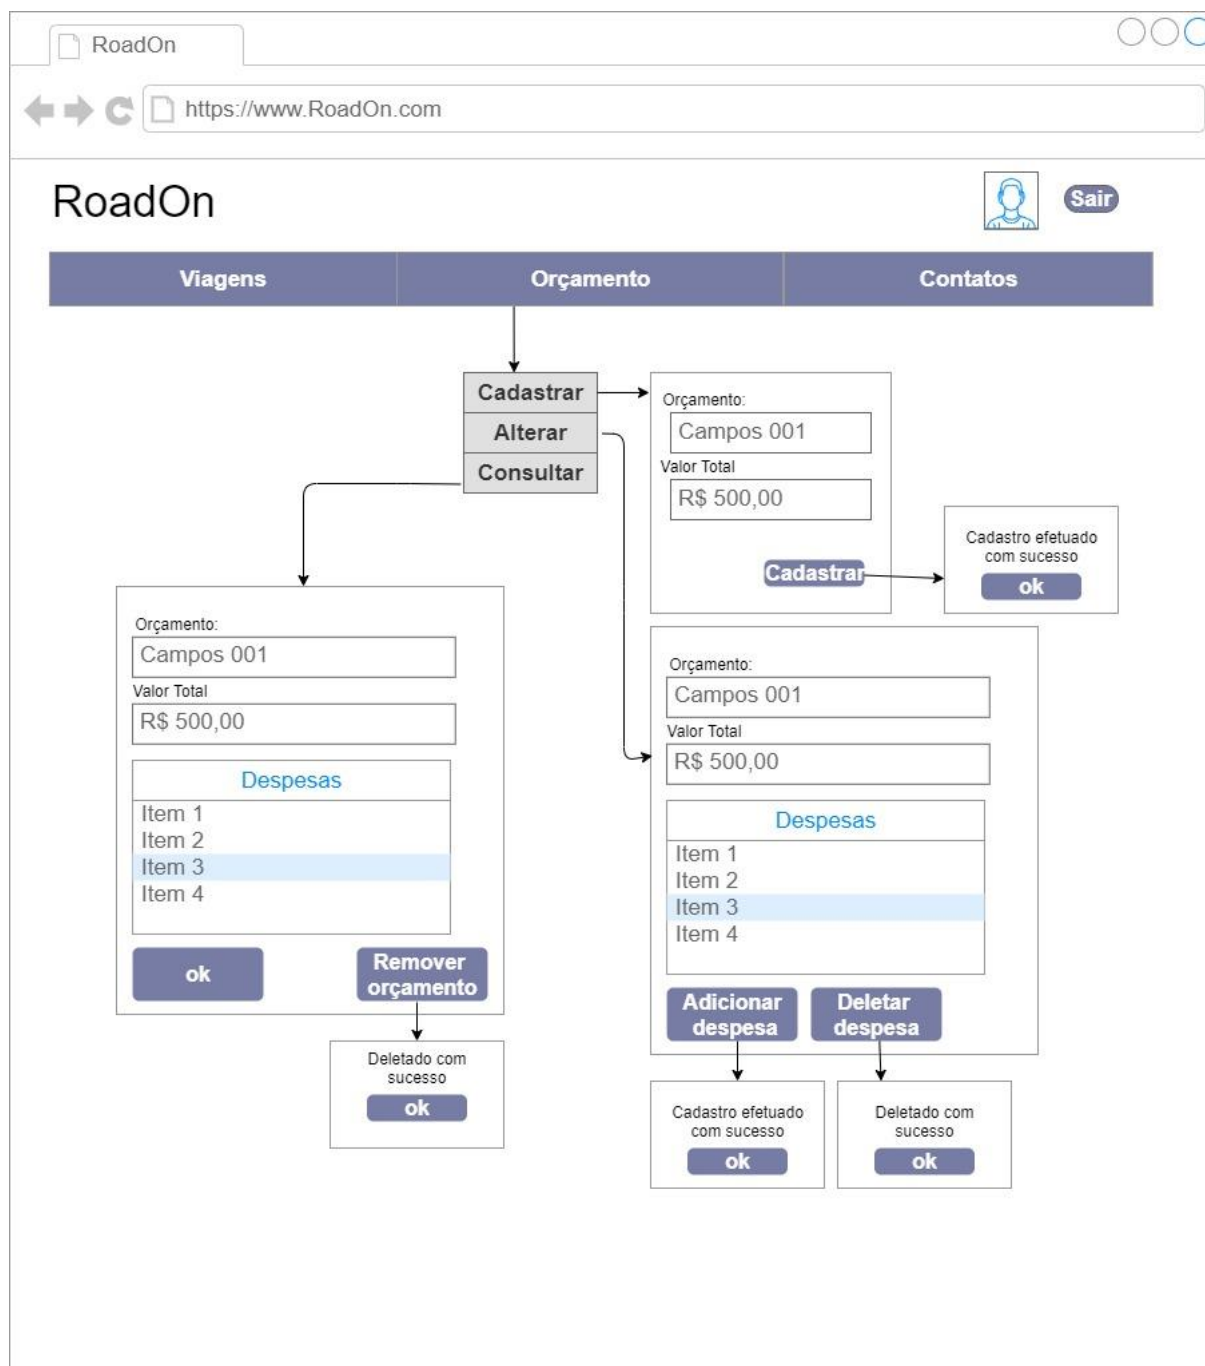 RoadOn
https://www.RoadOn.com
RoadOn
Sair
Viagens
Orçamento
Contatos
Cadastrar
Alterar
Consultar
Orçamento:
Campos 001
Valor Total
R$ 500,00
Cadastrar
Cadastro efetuado
com sucesso
ok
Orçamento:
Campos 001
Valor Total
R$ 500,00
Despesas
Item 1
Item 2
Item 3
Item 4
ok
Remover
orçamento
Deletado com
sucesso
ok
Orçamento:
Campos 001
Valor Total
R$ 500,00
Despesas
Item 1
Item 2
Item 3
Item 4
Adicionar
despesa
Deletar
despesa
Cadastro efetuado
com sucesso
ok
Deletado com
sucesso
ok